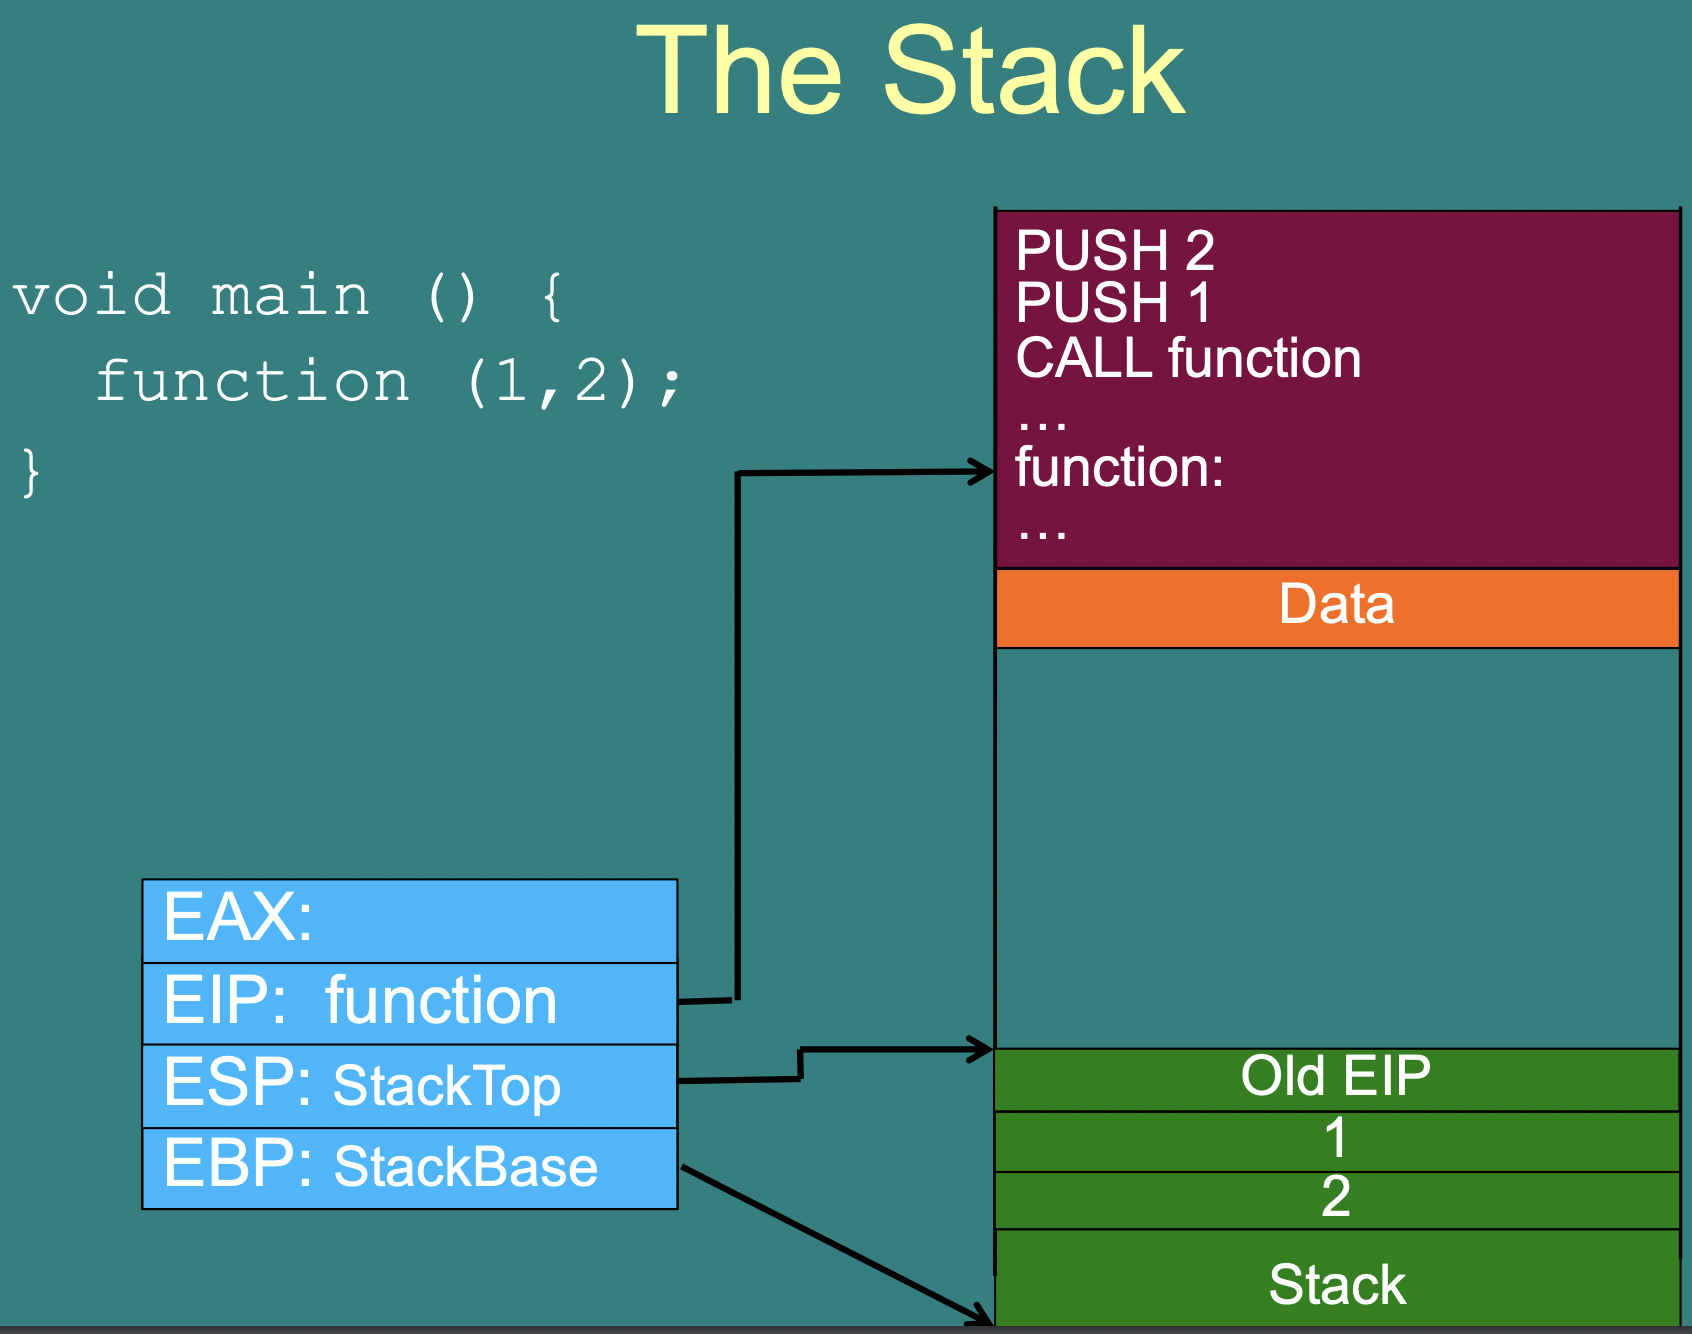 The Stack
void main () {
function (1,2);
}
PUSH 2
PUSH 1
CALL function
…
function:
…
Data
EAX:
EIP: function
ESP: StackTop
EBP: StackBase
Old EIP
1
2
Stack